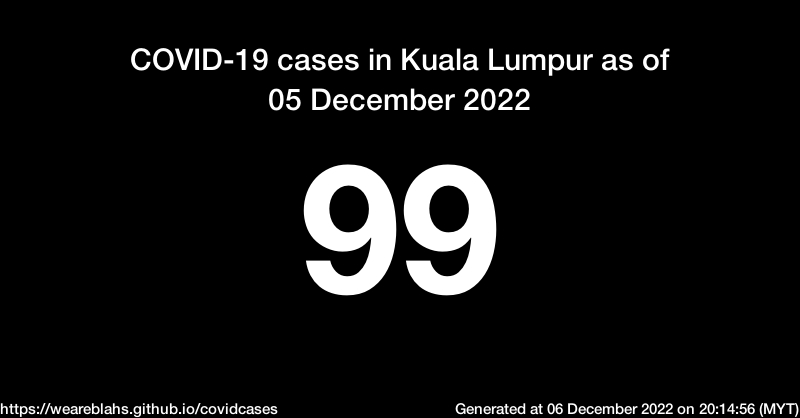 COVID-19 cases in Kuala Lumpur as of
05 December 2022
99
https://weareblahs.github.io/covidcases
Generated at 06 December 2022 on 20:14:56 (MYT)